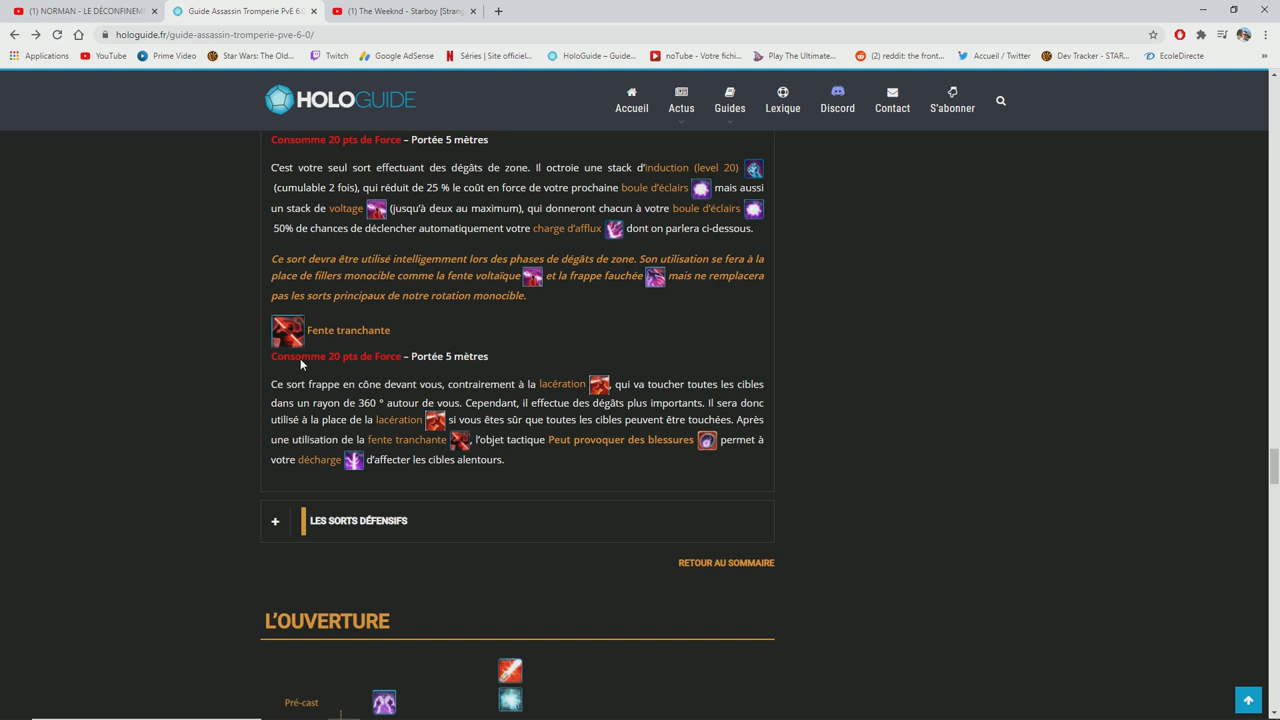 (1) NORMAN - LE DÉCONFINEM
Guide Assassin Tromperie PvE 6.0
(1) The Weeknd - Starboy [Strang
hologuide.fr/guide-assassin-tromperie-pve-6-0/
Applications
YouTube
Prime Video
Star Wars: The Old...
Twitch
Google AdSense
Séries | Site officiel...
HoloGuide – Guide...
noTube - Votre fichi...
Play The Ultimate...
(2) reddit: the front...
Accueil / Twitter
Dev Tracker - STAR...
EcoleDirecte
»
HOLOGUIDE
Accueil
Actus
Guides
Lexique
Discord
Contact
S'abonner
Consomme 20 pts de Force – Portée 5 mètres
C'est votre seul sort effectuant des dégâts de zone. Il octroie une stack d'induction (level 20)
(cumulable 2 fois), qui réduit de 25 % le coût en force de votre prochaine boule d'éclairs mais aussi
un stack de voltage (jusqu'à deux au maximum), qui donneront chacun à votre boule d'éclairs
50% de chances de déclencher automatiquement votre charge d'afflux dont on parlera ci-dessous.
Ce sort devra être utilisé intelligemment lors des phases de dégâts de zone. Son utilisation se fera à la
place de fillers monocible comme la fente voltaïque et la frappe fauchée mais ne remplacera
pas les sorts principaux de notre rotation monocible.
Fente tranchante
Consomme 20 pts de Force – Portée 5 mètres
Ce sort frappe en cône devant vous, contrairement à la lacération , qui va toucher toutes les cibles
dans un rayon de 360 ° autour de vous. Cependant, il effectue des dégâts plus importants. Il sera donc
utilisé à la place de la lacération si vous êtes sûr que toutes les cibles peuvent être touchées. Après
une utilisation de la fente tranchante , l'objet tactique Peut provoquer des blessures permet à
votre décharge d'affecter les cibles alentours.
LES SORTS DÉFENSIFS
RETOUR AU SOMMAIRE
L'OUVERTURE
Pré-cast